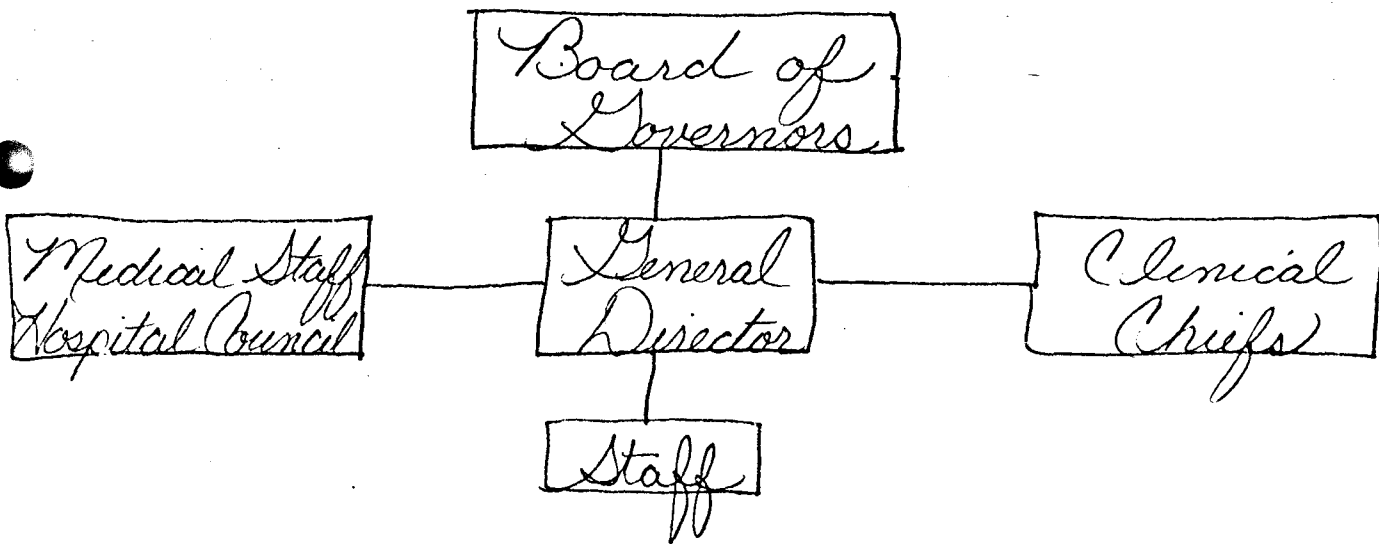 Board of
Governors
Medical Staff
Hospital Council
General
Director
Clinical
Chiefs
Staff